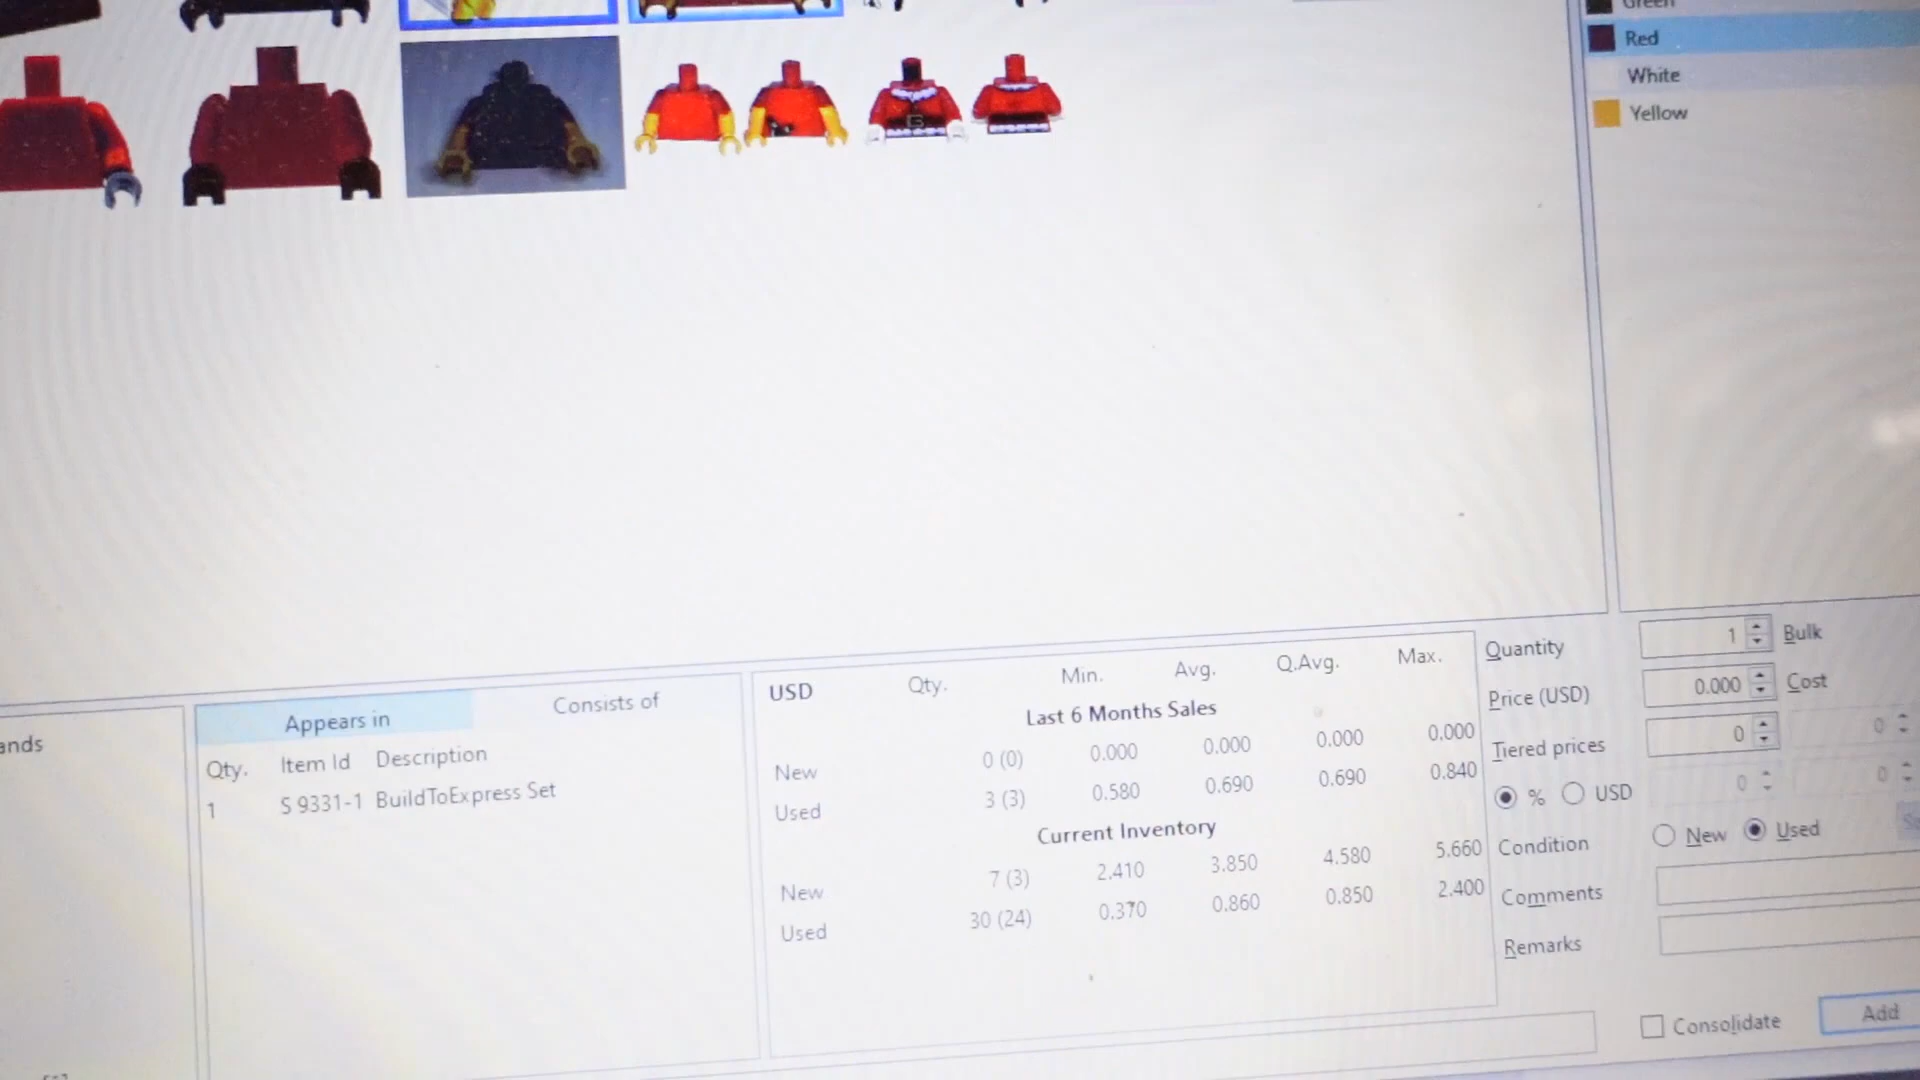 Green
Red
White
Yellow
Appears in
Consists of
Qty. Item Id Description
1 S 9331-1 BuildToExpress Set
USD Qty. Min. Avg. Q.Avg. Max.
Last 6 Months Sales
New 0 (0) 0.000 0.000 0.000 0.000
Used 3 (3) 0.580 0.690 0.690 0.840
Current Inventory
New 7 (3) 2.410 3.850 4.580 5.660
Used 30 (24) 0.370 0.860 0.850 2.400
Quantity 1 Bulk
Price (USD) 0.000 Cost
Tiered prices 0 0
% USD 0 0
Condition New Used
Comments
Remarks
Consolidate Add